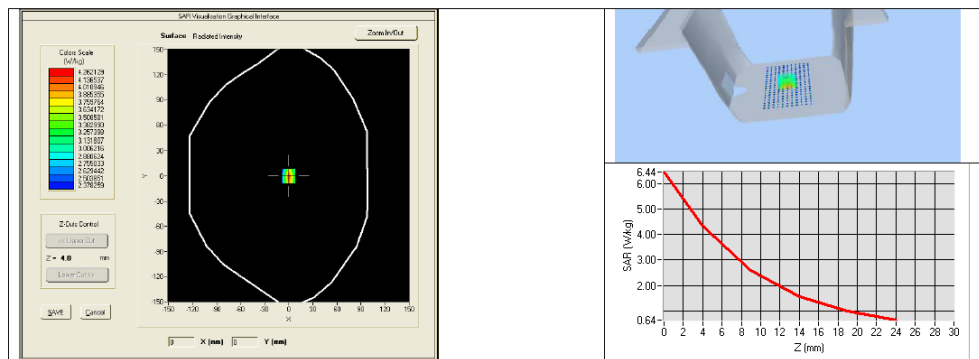 SAR Visualisation Graphical Interface
Surface Radiated Intensity
Zoom In/Out
Colors Scale
(W/kg)
4.262129
4.136537
4.010946
3.885355
3.759764
3.634172
3.508581
3.382990
3.257399
3.131807
3.006216
2.880624
2.755033
2.629442
2.503851
2.378259
Z-Cuts Control
<< Upper Cut
Z = 4.0 mm
Lower Cut >>
SAVE Cancel
150
120
90
60
30
0
-30
-60
-90
-120
-150
Y
-150 -120 -90 -60 -30 0 30 60 90 120 150
X
0 X (mm) 0 Y (mm)
6.44
6.00
5.00
4.00
3.00
2.00
0.64
SAR (W/kg)
0 2 4 6 8 10 12 14 16 18 20 22 24 26 28 30
Z (mm)